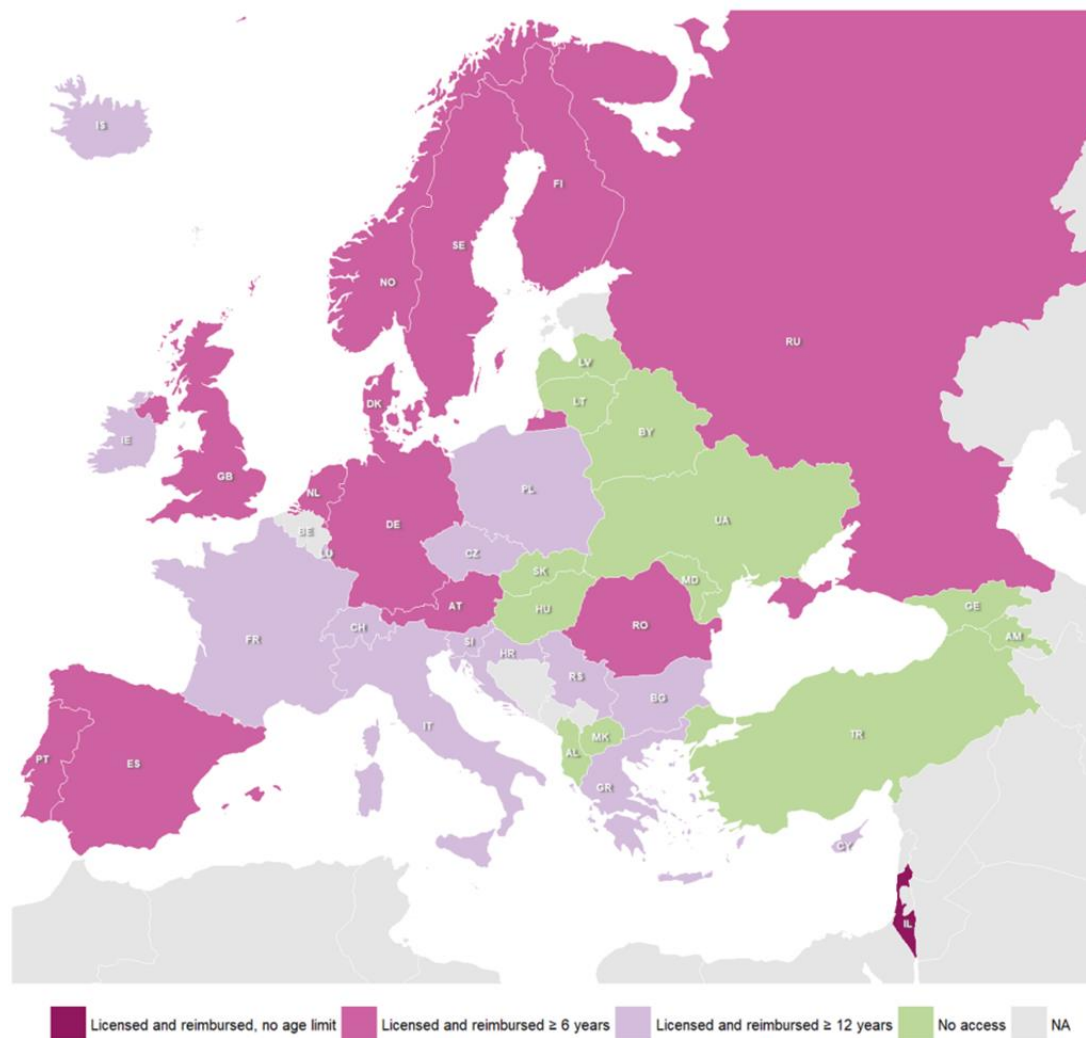 IS
FI
SE
NO
RU
LV
DK
LT
IE
BY
GB
NL
PL
DE
BE
UA
LU
CZ
SK
MD
AT
HU
GE
CH
RO
FR
SI
HR
AM
RS
BG
IT
MK
TR
AL
PT
ES
GR
CY
IL
Licensed and reimbursed, no age limit Licensed and reimbursed ≥ 6 years Licensed and reimbursed ≥ 12 years No access NA